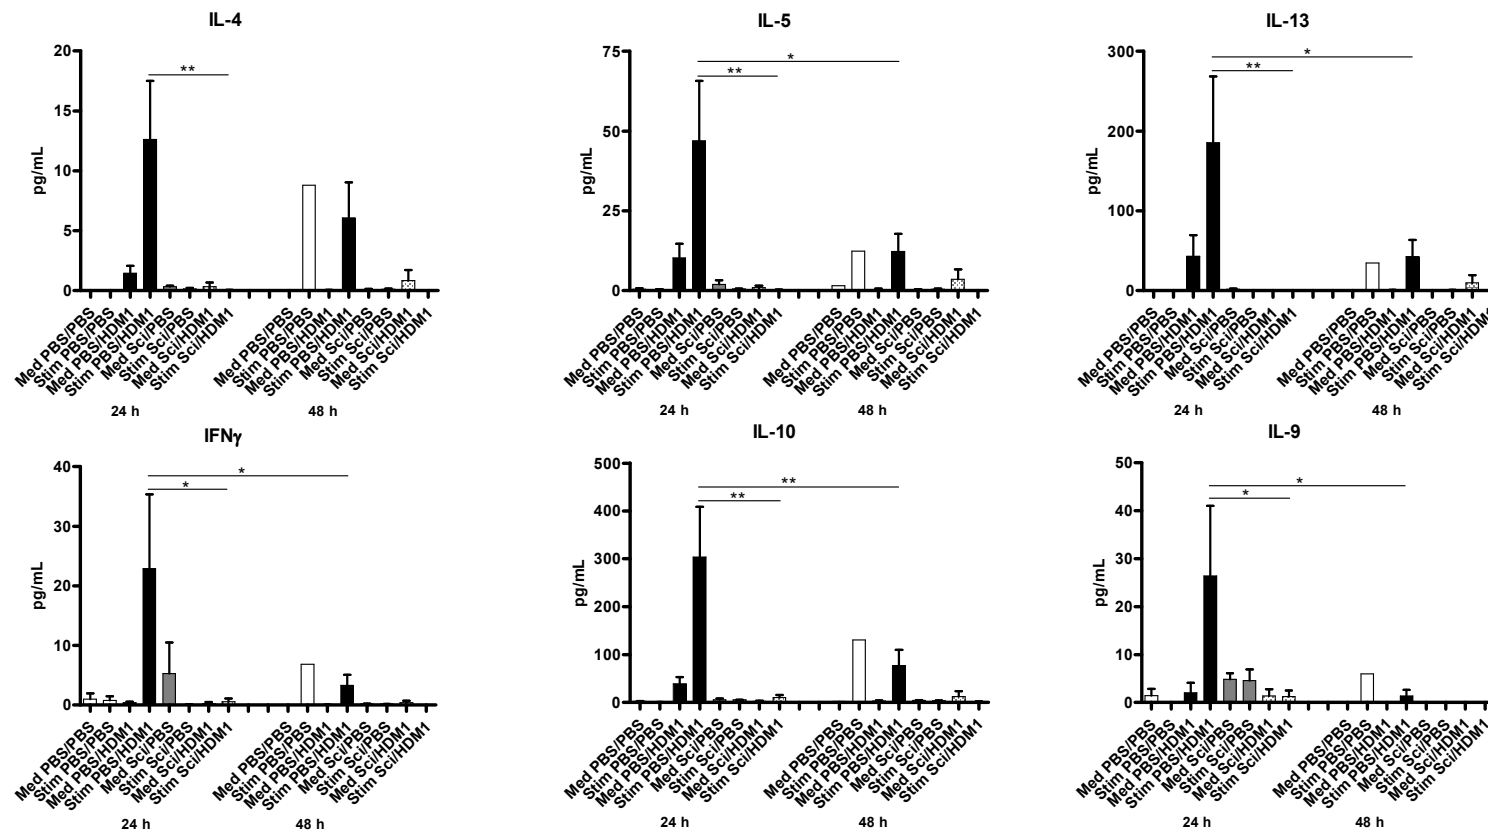 IL-4
20
15
10
5
0
pg/mL
**
Med PBS/PBS
Stim PBS/PBS
Med PBS/HDM1
Stim PBS/HDM1
Med Sci/PBS
Stim Sci/PBS
Med Sci/HDM1
Stim Sci/HDM1
Med PBS/PBS
Stim PBS/PBS
Med PBS/HDM1
Stim PBS/HDM1
Med Sci/PBS
Stim Sci/PBS
Med Sci/HDM1
Stim Sci/HDM1
24 h
48 h
IL-5
75
50
25
0
pg/mL
*
**
Med PBS/PBS
Stim PBS/PBS
Med PBS/HDM1
Stim PBS/HDM1
Med Sci/PBS
Stim Sci/PBS
Med Sci/HDM1
Stim Sci/HDM1
Med PBS/PBS
Stim PBS/PBS
Med PBS/HDM1
Stim PBS/HDM1
Med Sci/PBS
Stim Sci/PBS
Med Sci/HDM1
Stim Sci/HDM1
24 h
48 h
IL-13
300
200
100
0
pg/mL
*
**
Med PBS/PBS
Stim PBS/PBS
Med PBS/HDM1
Stim PBS/HDM1
Med Sci/PBS
Stim Sci/PBS
Med Sci/HDM1
Stim Sci/HDM1
Med PBS/PBS
Stim PBS/PBS
Med PBS/HDM1
Stim PBS/HDM1
Med Sci/PBS
Stim Sci/PBS
Med Sci/HDM1
Stim Sci/HDM1
24 h
48 h
IFNγ
40
30
20
10
0
pg/mL
*
*
Med PBS/PBS
Stim PBS/PBS
Med PBS/HDM1
Stim PBS/HDM1
Med Sci/PBS
Stim Sci/PBS
Med Sci/HDM1
Stim Sci/HDM1
Med PBS/PBS
Stim PBS/PBS
Med PBS/HDM1
Stim PBS/HDM1
Med Sci/PBS
Stim Sci/PBS
Med Sci/HDM1
Stim Sci/HDM1
24 h
48 h
IL-10
500
400
300
200
100
0
pg/mL
**
**
Med PBS/PBS
Stim PBS/PBS
Med PBS/HDM1
Stim PBS/HDM1
Med Sci/PBS
Stim Sci/PBS
Med Sci/HDM1
Stim Sci/HDM1
Med PBS/PBS
Stim PBS/PBS
Med PBS/HDM1
Stim PBS/HDM1
Med Sci/PBS
Stim Sci/PBS
Med Sci/HDM1
Stim Sci/HDM1
24 h
48 h
IL-9
50
40
30
20
10
0
pg/mL
*
*
Med PBS/PBS
Stim PBS/PBS
Med PBS/HDM1
Stim PBS/HDM1
Med Sci/PBS
Stim Sci/PBS
Med Sci/HDM1
Stim Sci/HDM1
Med PBS/PBS
Stim PBS/PBS
Med PBS/HDM1
Stim PBS/HDM1
Med Sci/PBS
Stim Sci/PBS
Med Sci/HDM1
Stim Sci/HDM1
24 h
48 h